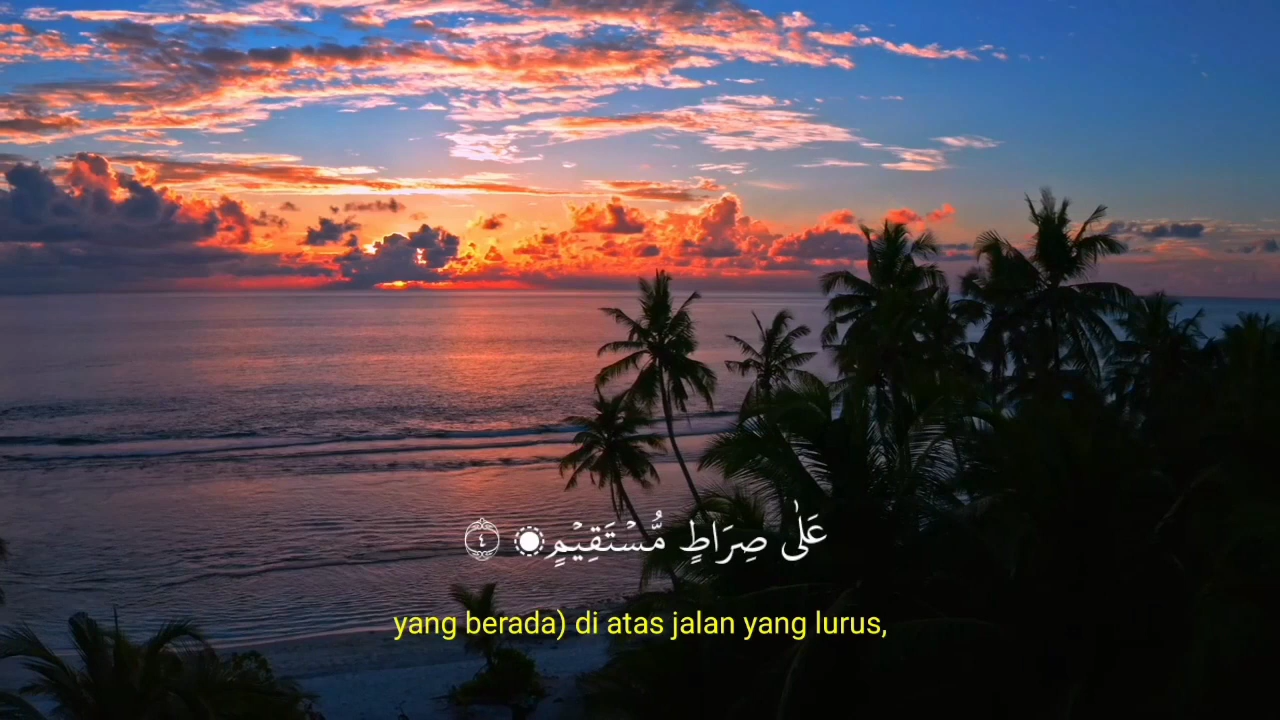 عَلٰى صِرَاطٍ مُّسْتَقِيْمٍ ۝ ٤
yang berada) di atas jalan yang lurus,